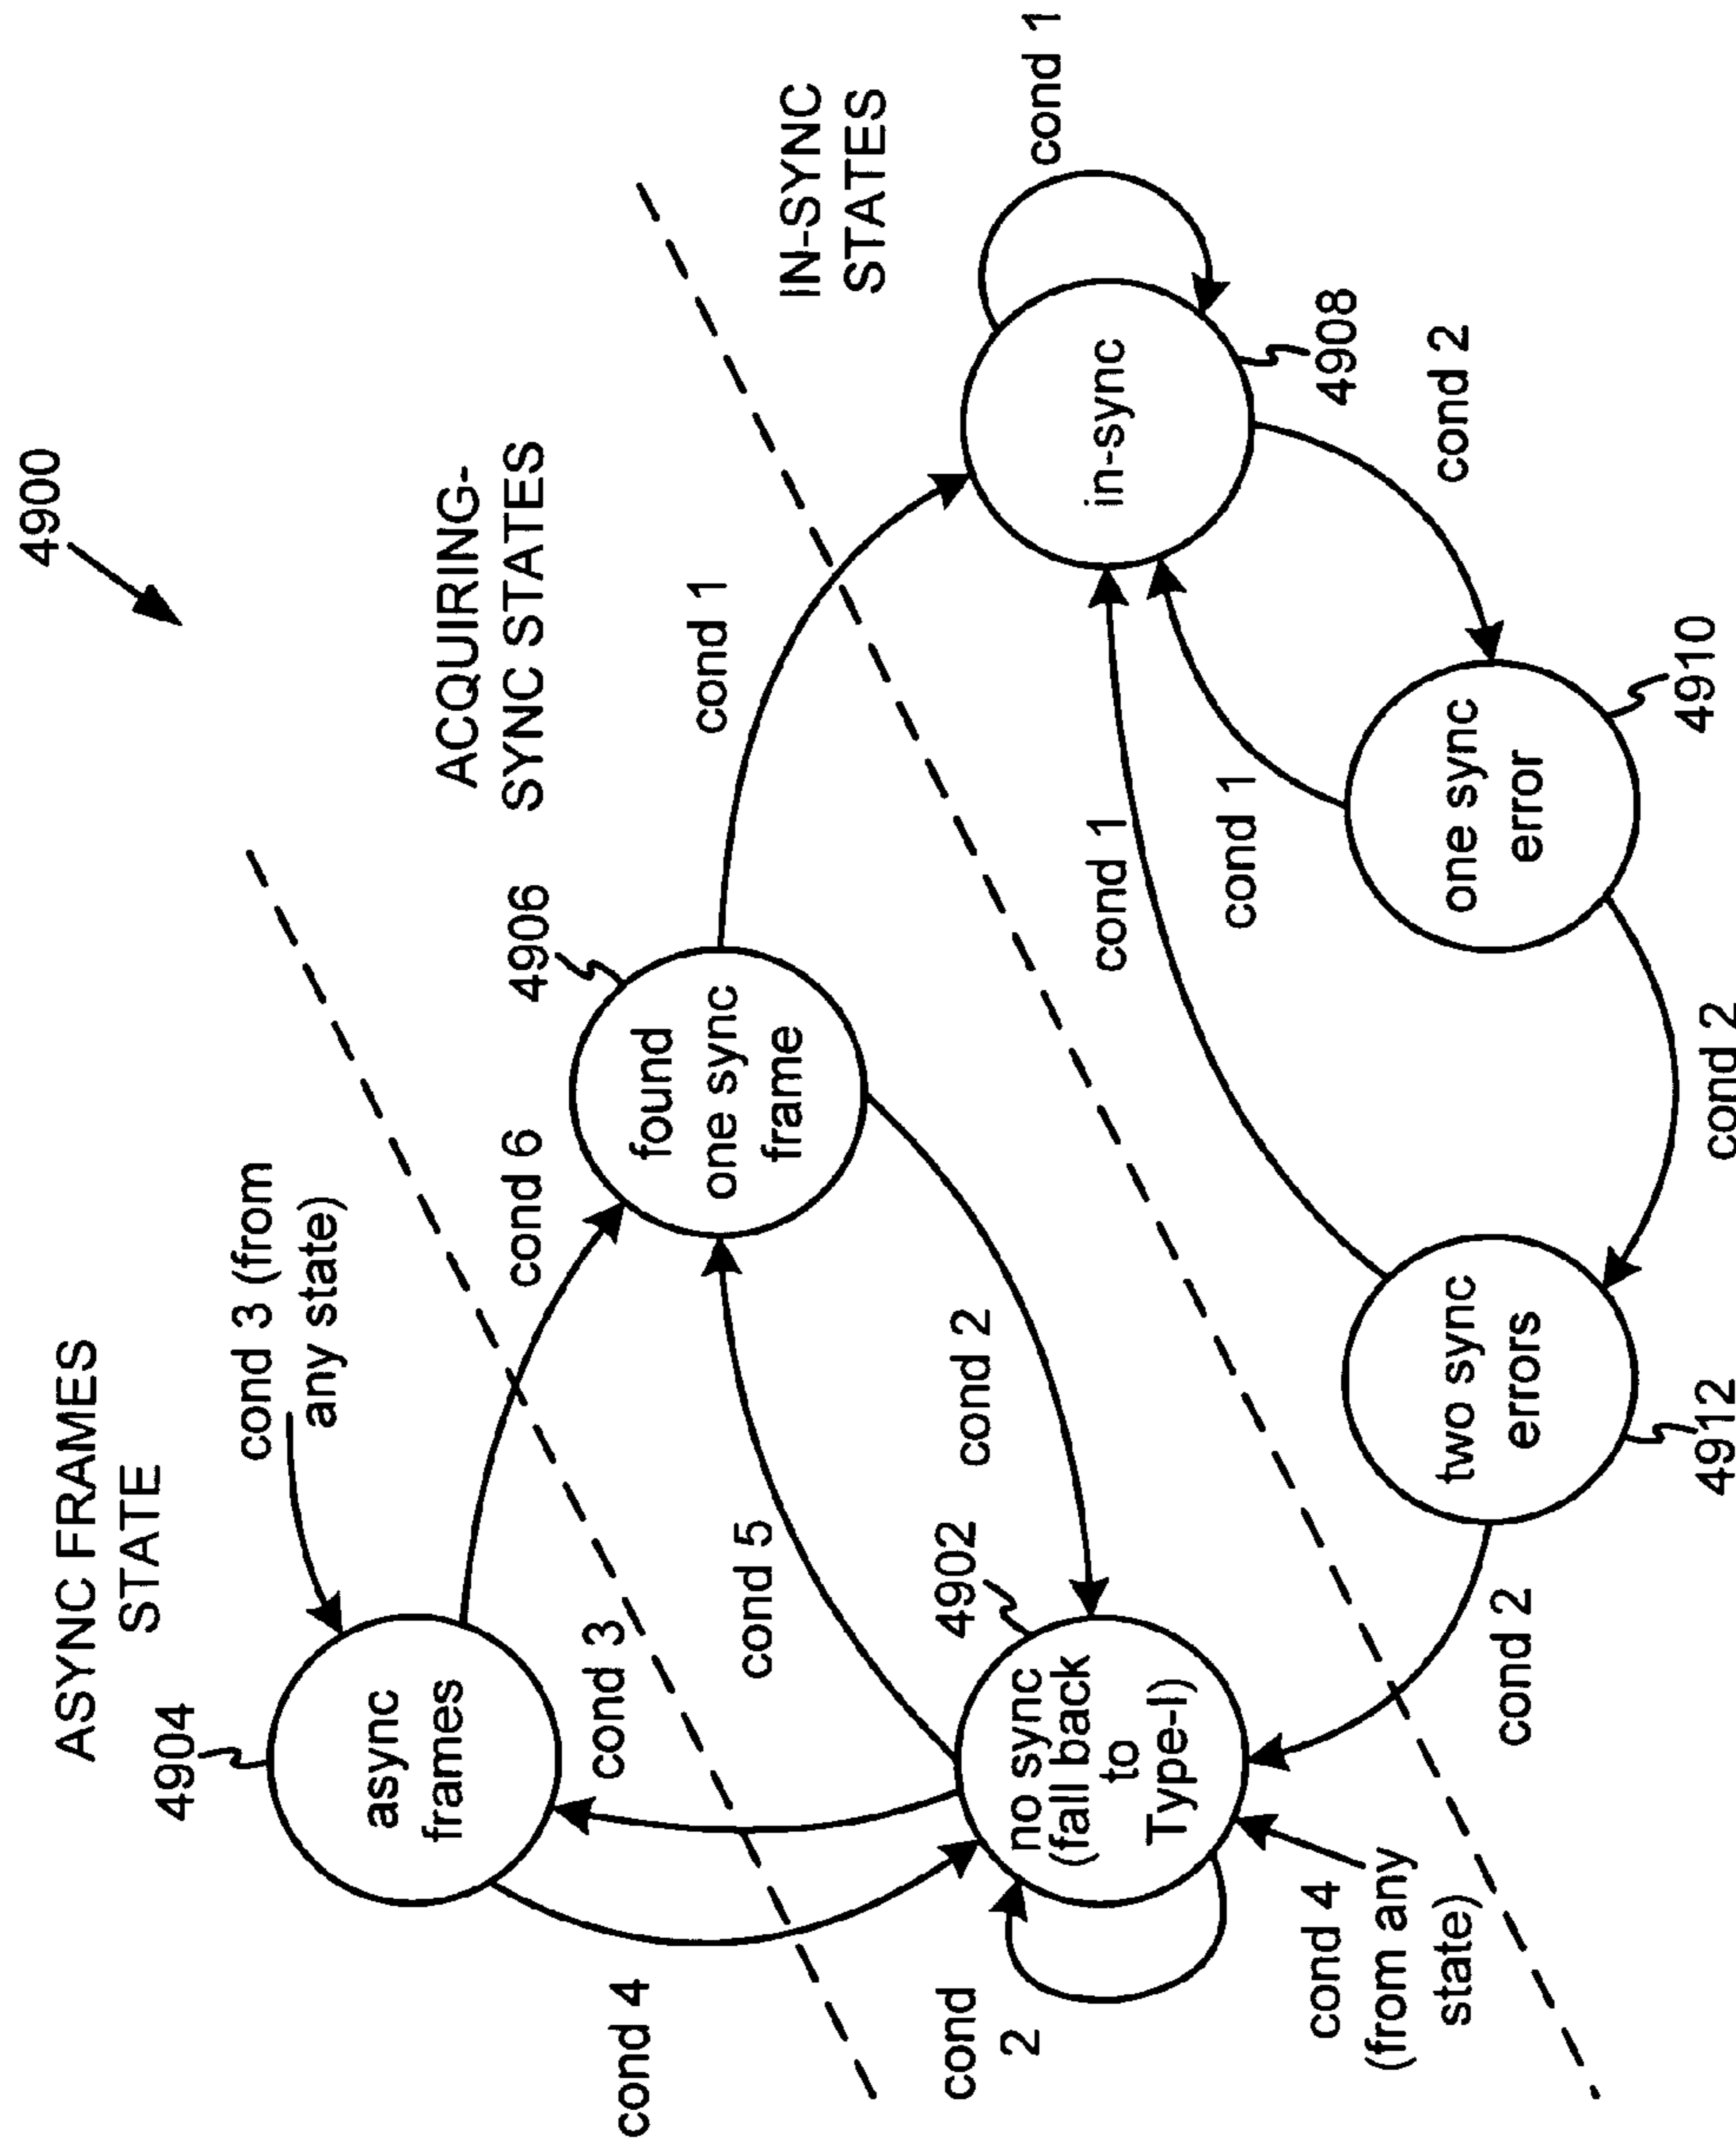 4900
ASYNC FRAMES
STATE
ACQUIRING-
SYNC STATES
IN-SYNC
STATES
4904
async
frames
cond 3 (from
any state)
cond 6
4906
found
one sync
frame
cond 1
cond 4
cond 3
cond 5
cond 2
4902
no sync
(fall back
to
Type-I)
cond
2
cond 4
(from any
state)
cond 2
in-sync
cond 1
4908
cond 2
cond 1
cond 1
one sync
error
4910
cond 2
two sync
errors
4912